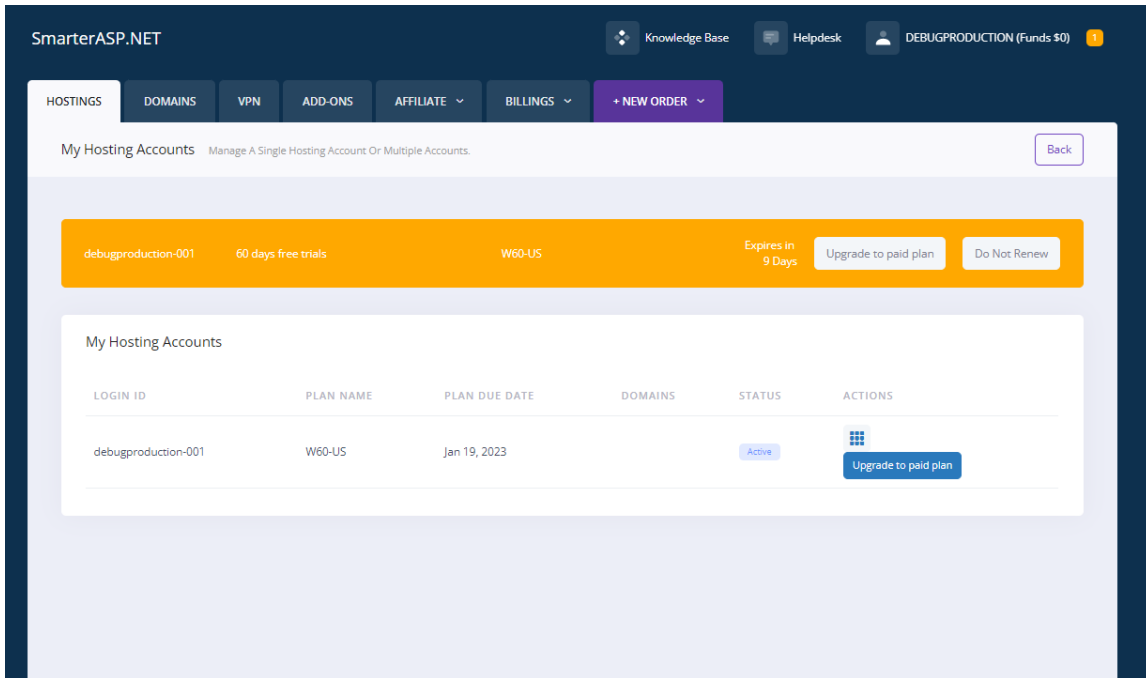 SmarterASP.NET
Knowledge Base
Helpdesk
DEBUGPRODUCTION (Funds $0)
1
HOSTINGS
DOMAINS
VPN
ADD-ONS
AFFILIATE
BILLINGS
+ NEW ORDER
My Hosting Accounts
Manage A Single Hosting Account Or Multiple Accounts.
Back
debugproduction-001
60 days free trials
W60-US
Expires in
9 Days
Upgrade to paid plan
Do Not Renew
My Hosting Accounts
LOGIN ID
PLAN NAME
PLAN DUE DATE
DOMAINS
STATUS
ACTIONS
debugproduction-001
W60-US
Jan 19, 2023
Active
Upgrade to paid plan